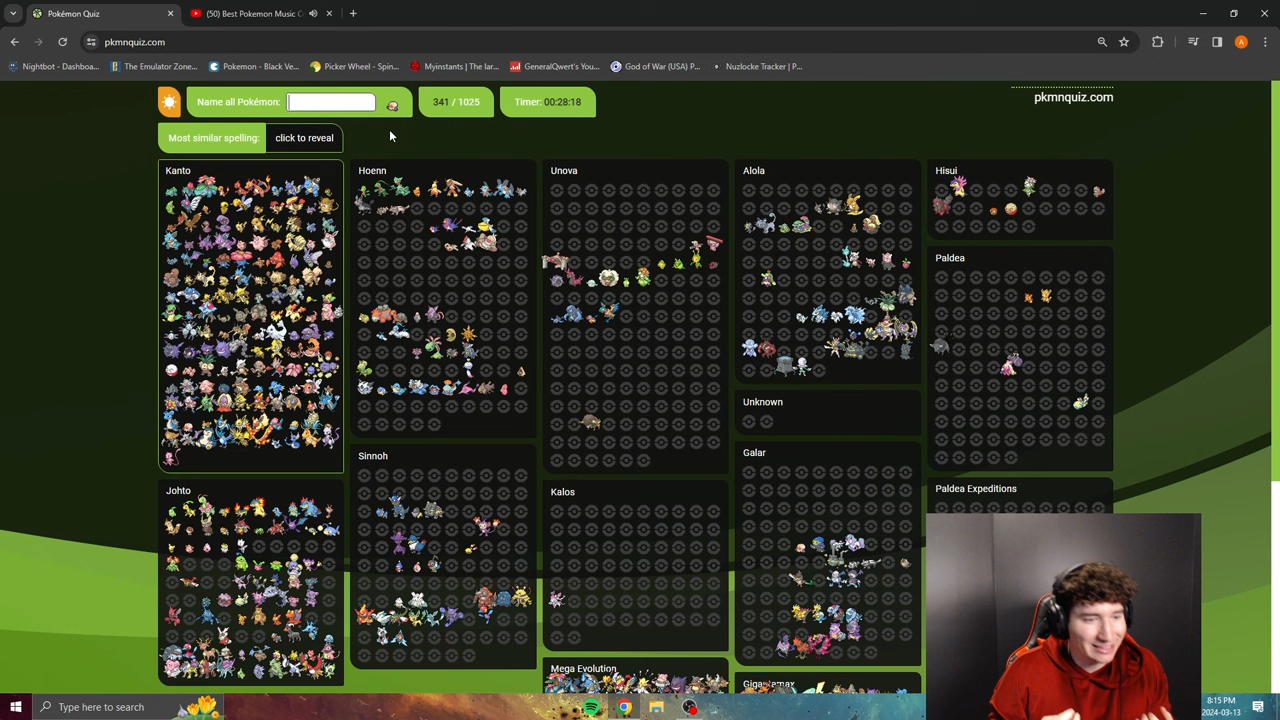 Pokémon Quiz
(50) Best Pokemon Music C
pkmnquiz.com
Nightbot - Dashboa...
The Emulator Zone...
Pokemon - Black Ve...
Picker Wheel - Spin...
Myinstants | The lar...
GeneralQwert's You...
God of War (USA) P...
Nuzlocke Tracker | P...
Name all Pokémon:
341 / 1025
Timer: 00:28:18
pkmnquiz.com
Most similar spelling: click to reveal
Kanto
Hoenn
Unova
Alola
Hisui
Paldea
Unknown
Sinnoh
Galar
Johto
Kalos
Paldea Expeditions
Mega Evolution
Gigantamax
Type here to search
8:15 PM
2024-03-13